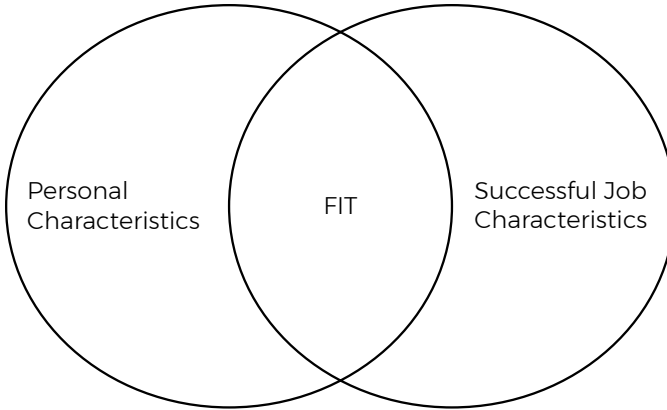 Personal
Characteristics
FIT
Successful Job
Characteristics